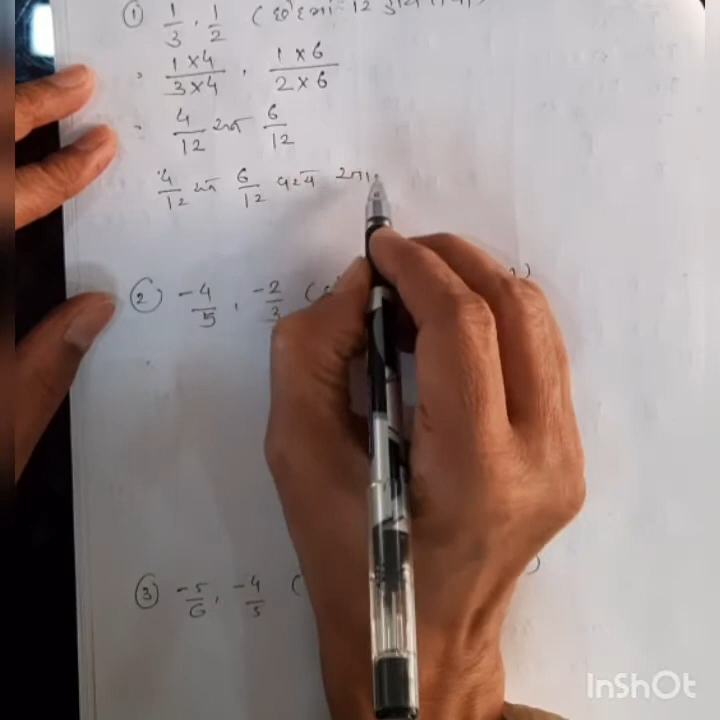 ① 1/3 , 1/2 ( છેદમાં 12
= 1×4/3×4 , 1×6/2×6
= 4/12 અને 6/12
4/12 અને 6/12 વચ્ચે
② -4/5 , -2/3 (
③ -5/6 , -4/5 (
InShOt